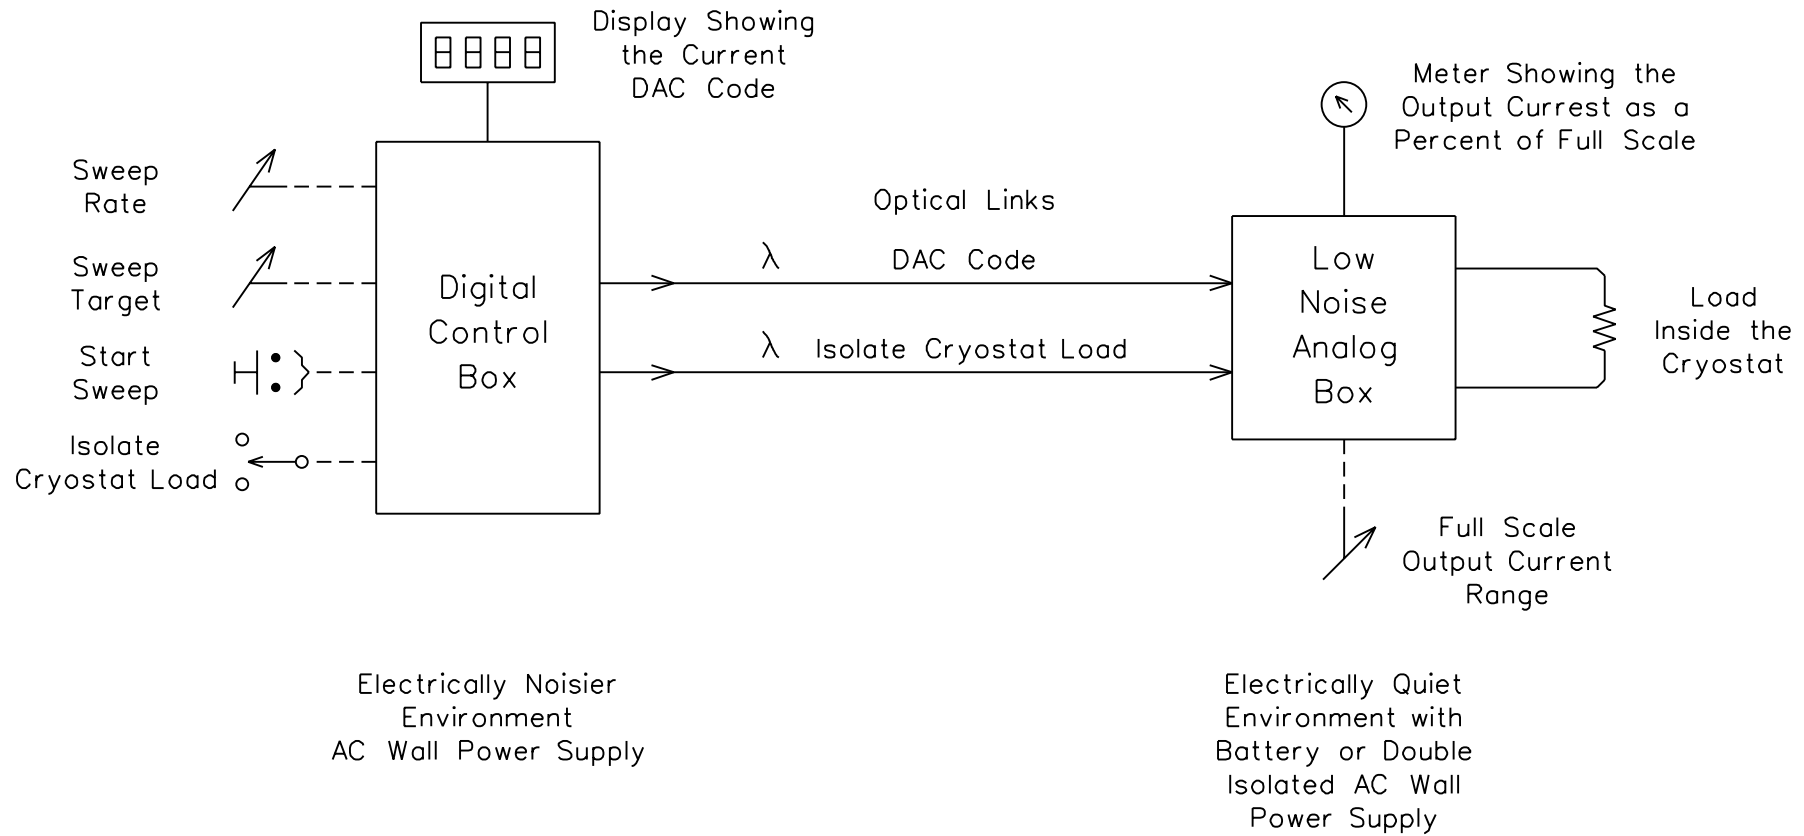 Display Showing
the Current
DAC Code
8888
Meter Showing the
Output Currest as a
Percent of Full Scale
Sweep
Rate
Sweep
Target
Start
Sweep
Isolate
Cryostat Load
Digital
Control
Box
Optical Links
λ DAC Code
λ Isolate Cryostat Load
Low
Noise
Analog
Box
Load
Inside the
Cryostat
Full Scale
Output Current
Range
Electrically Noisier
Environment
AC Wall Power Supply
Electrically Quiet
Environment with
Battery or Double
Isolated AC Wall
Power Supply